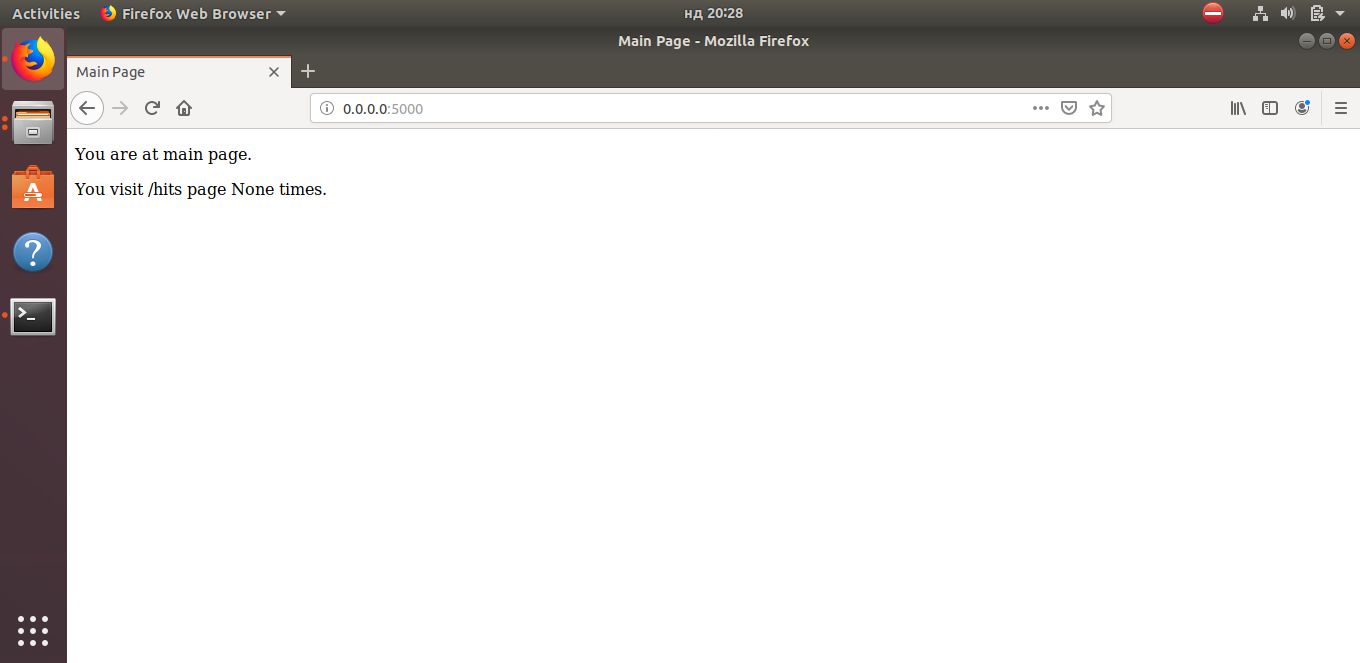 Activities
Firefox Web Browser
нд 20:28
Main Page - Mozilla Firefox
Main Page
0.0.0.0:5000
You are at main page.
You visit /hits page None times.